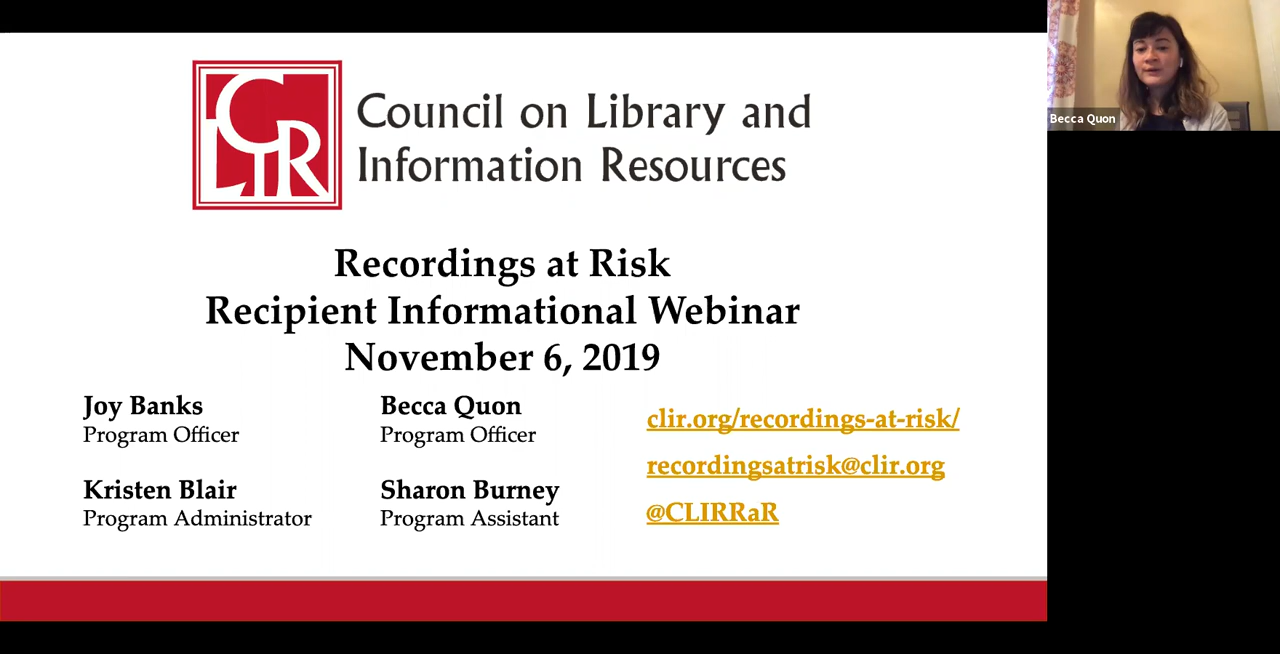 CLIR
Council on Library and
Information Resources
Recordings at Risk
Recipient Informational Webinar
November 6, 2019
Joy Banks
Program Officer
Kristen Blair
Program Administrator
Becca Quon
Program Officer
Sharon Burney
Program Assistant
clir.org/recordings-at-risk/
recordingsatrisk@clir.org
@CLIRRaR
Becca Quon